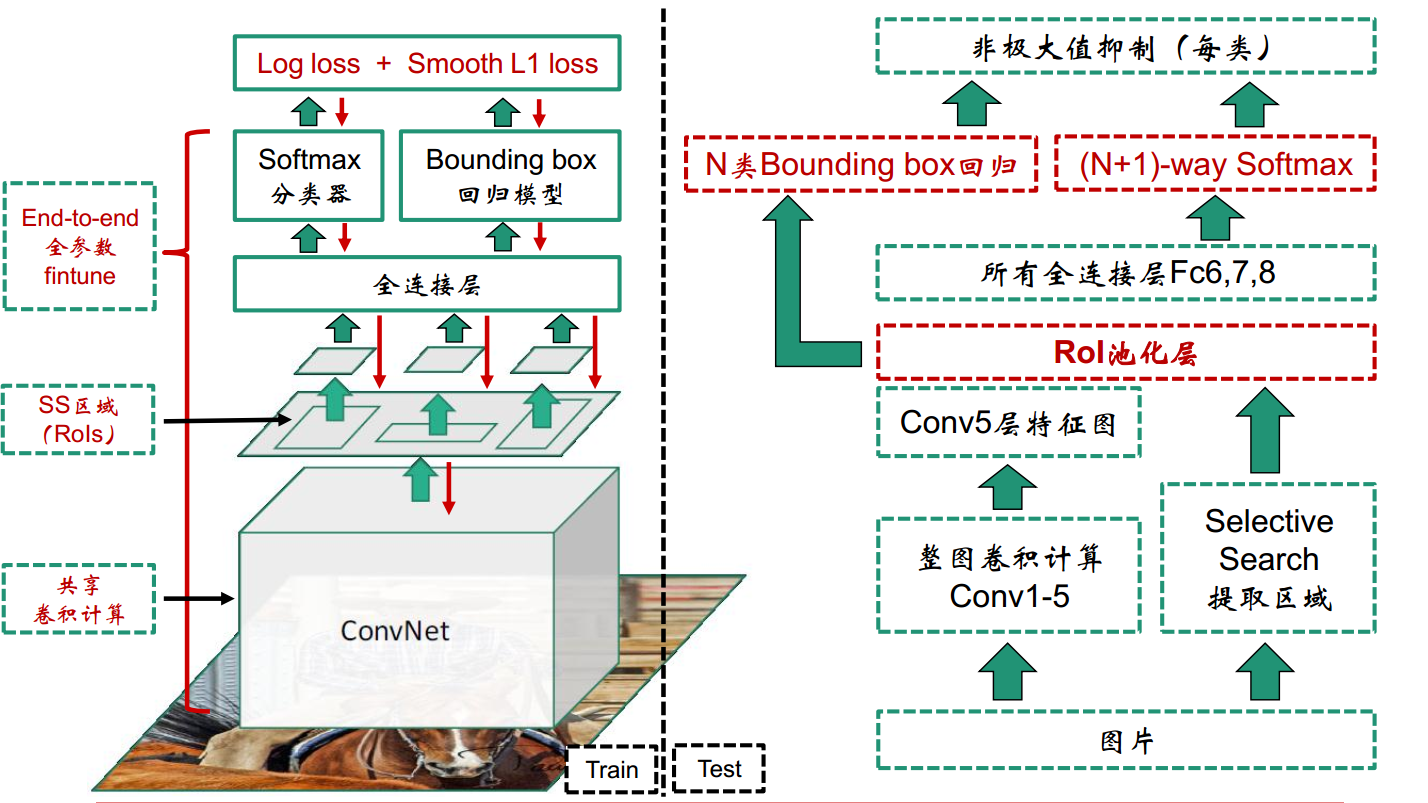 Log loss + Smooth L1 loss
Softmax
分类器
Bounding box
回归模型
End-to-end
全参数
fintune
全连接层
SS区域
（RoIs）
共享
卷积计算
ConvNet
Train
Test
非极大值抑制（每类）
N类Bounding box回归
(N+1)-way Softmax
所有全连接层Fc6,7,8
RoI池化层
Conv5层特征图
整图卷积计算
Conv1-5
Selective
Search
提取区域
图片